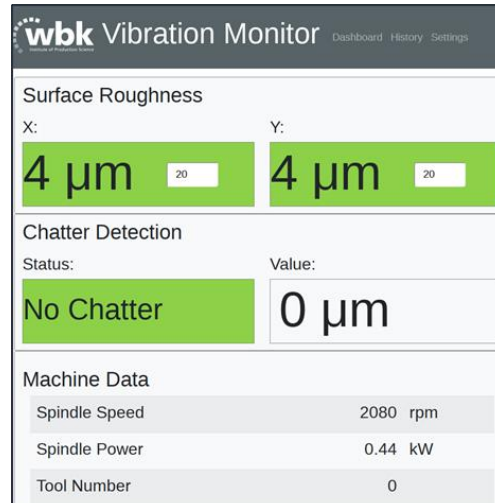 wbk Vibration Monitor Dashboard History Settings
Institute of Production Science
Surface Roughness
X: Y:
4 μm 20 4 μm 20
Chatter Detection
Status: Value:
No Chatter 0 μm
Machine Data
Spindle Speed 2080 rpm
Spindle Power 0.44 kW
Tool Number 0